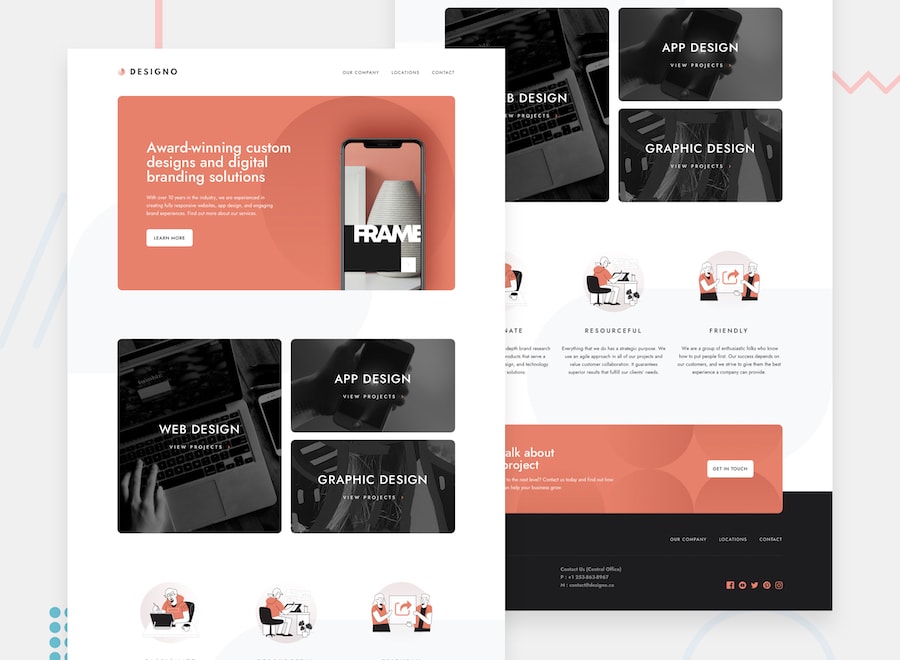 DESIGNO
OUR COMPANY
LOCATIONS
CONTACT
Award-winning custom
designs and digital
branding solutions
With over 10 years in the industry, we are experienced in
creating fully responsive websites, app design, and engaging
brand experiences. Find out more about our services.
LEARN MORE
FRAME
WEB DESIGN
VIEW PROJECTS
APP DESIGN
VIEW PROJECTS
GRAPHIC DESIGN
VIEW PROJECTS
B DESIGN
EW PROJECTS
APP DESIGN
VIEW PROJECTS
GRAPHIC DESIGN
VIEW PROJECTS
NATE
-depth brand research
roducts that serve a
sign, and technology
solutions
RESOURCEFUL
Everything that we do has a strategic purpose. We
use an agile approach in all of our projects and
value customer collaboration. It guarantees
superior results that fulfill our clients' needs.
FRIENDLY
We are a group of enthusiastic folks who know
how to put people first. Our success depends on
our customers, and we strive to give them the best
experience a company can provide.
alk about
project
to the next level? Contact us today and find out how
an help your business grow.
GET IN TOUCH
OUR COMPANY
LOCATIONS
CONTACT
Contact Us (Central Office)
P : +1 253-863-8967
M : contact@designo.co